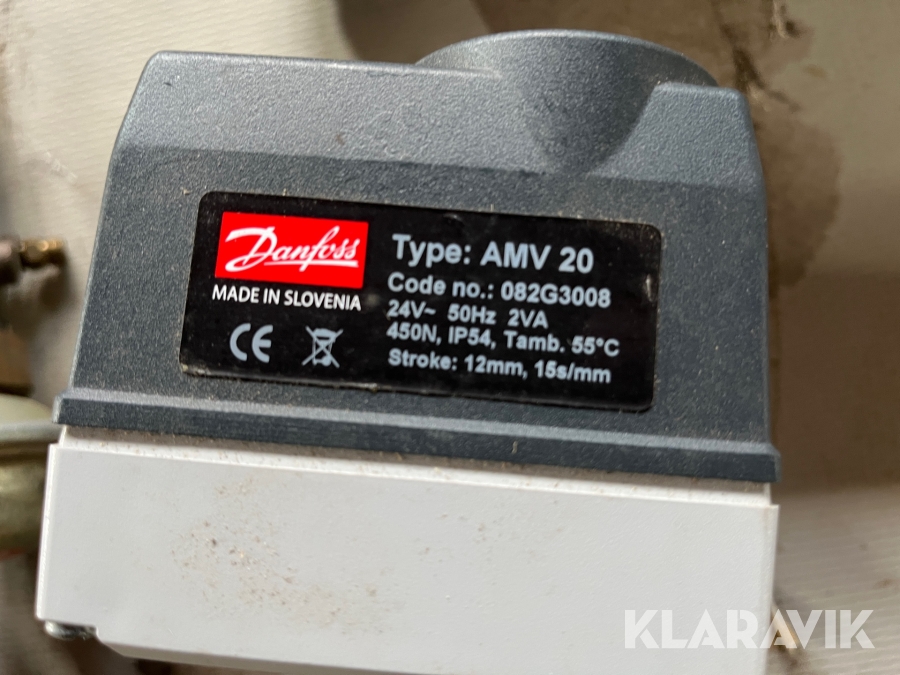 Danfoss
MADE IN SLOVENIA
CE
Type: AMV 20
Code no.: 082G3008
24V~ 50Hz 2VA
450N, IP54, Tamb. 55°C
Stroke: 12mm, 15s/mm
KLARAVIK